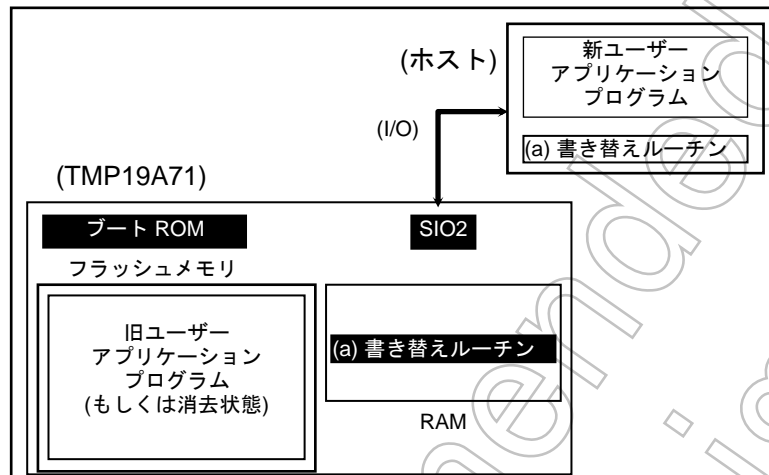 (ホスト)
新ユーザー
アプリケーション
プログラム
(I/O)
(a) 書き替えルーチン
(TMP19A71)
ブート ROM
SIO2
フラッシュメモリ
旧ユーザー
アプリケーション
プログラム
(もしくは消去状態)
(a) 書き替えルーチン
RAM